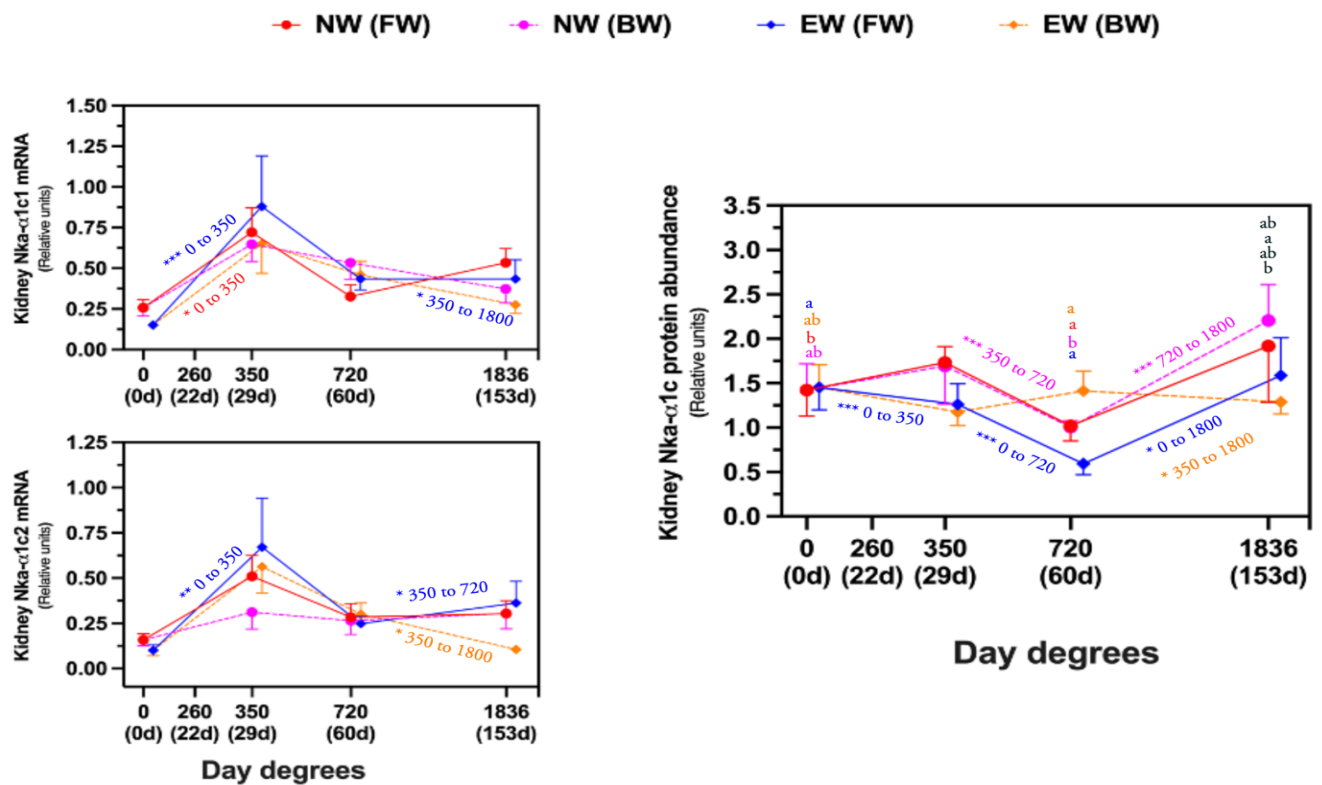 NW (FW) NW (BW) EW (FW) EW (BW)
Kidney Nka-α1c1 mRNA
(Relative units)
1.50
1.25
1.00
0.75
0.50
0.25
0.00
*** 0 to 350
* 0 to 350
* 350 to 1800
0 260 350 720 1836
(0d) (22d) (29d) (60d) (153d)
Kidney Nka-α1c2 mRNA
(Relative units)
1.25
1.00
0.75
0.50
0.25
0.00
** 0 to 350
* 350 to 720
* 350 to 1800
0 260 350 720 1836
(0d) (22d) (29d) (60d) (153d)
Day degrees
Kidney Nka-α1c protein abundance
(Relative units)
3.5
3.0
2.5
2.0
1.5
1.0
0.5
0.0
a
ab
b
ab
a
a
b
a
ab
a
ab
b
*** 350 to 720
*** 720 to 1800
*** 0 to 350
*** 0 to 720
* 0 to 1800
* 350 to 1800
0 260 350 720 1836
(0d) (22d) (29d) (60d) (153d)
Day degrees